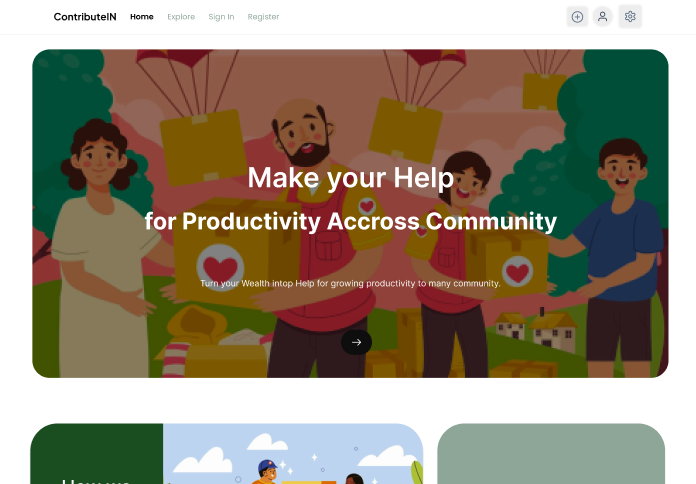 ContributeIN Home Explore Sign In Register
Make your Help
for Productivity Accross Community
Turn your Wealth intop Help for growing productivity to many community.